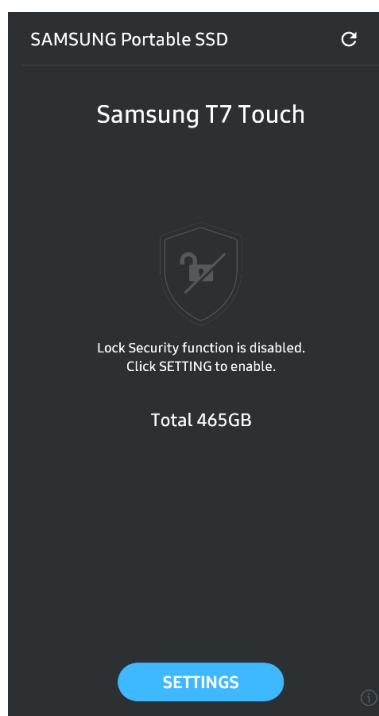 SAMSUNG Portable SSD
Samsung T7 Touch
Lock Security function is disabled.
Click SETTING to enable.
Total 465GB
SETTINGS